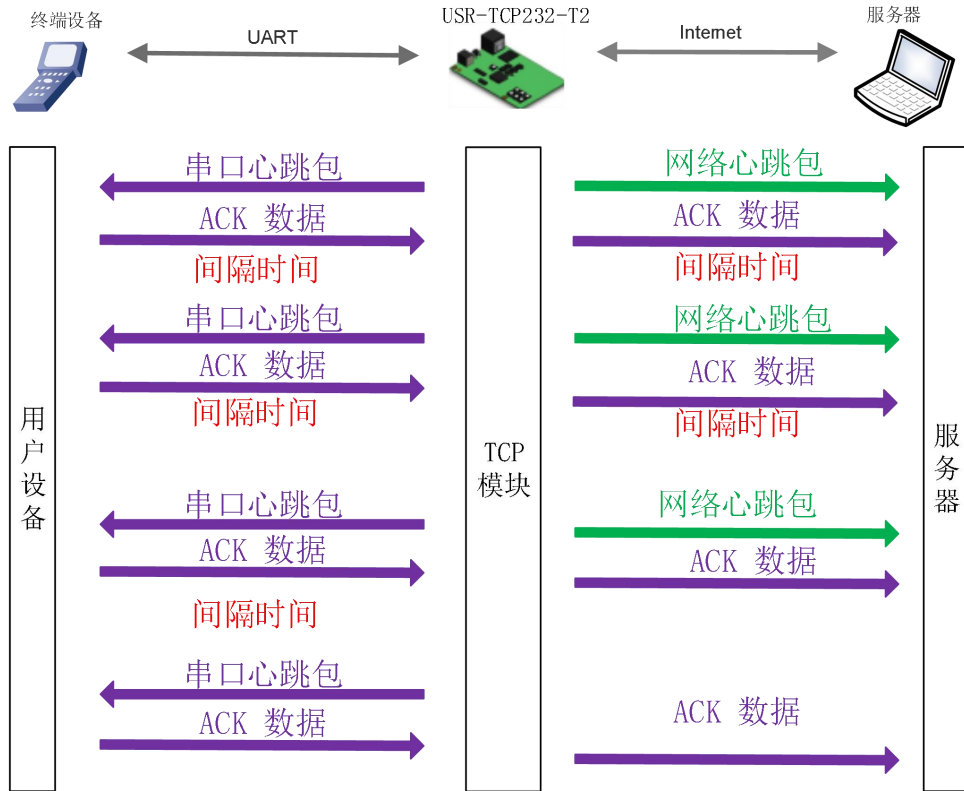 终端设备
USR-TCP232-T2
服务器
UART
Internet
串口心跳包
网络心跳包
ACK 数据
ACK 数据
间隔时间
间隔时间
串口心跳包
网络心跳包
ACK 数据
ACK 数据
间隔时间
间隔时间
用户设备
TCP
模块
服务器
串口心跳包
网络心跳包
ACK 数据
ACK 数据
间隔时间
串口心跳包
ACK 数据
ACK 数据